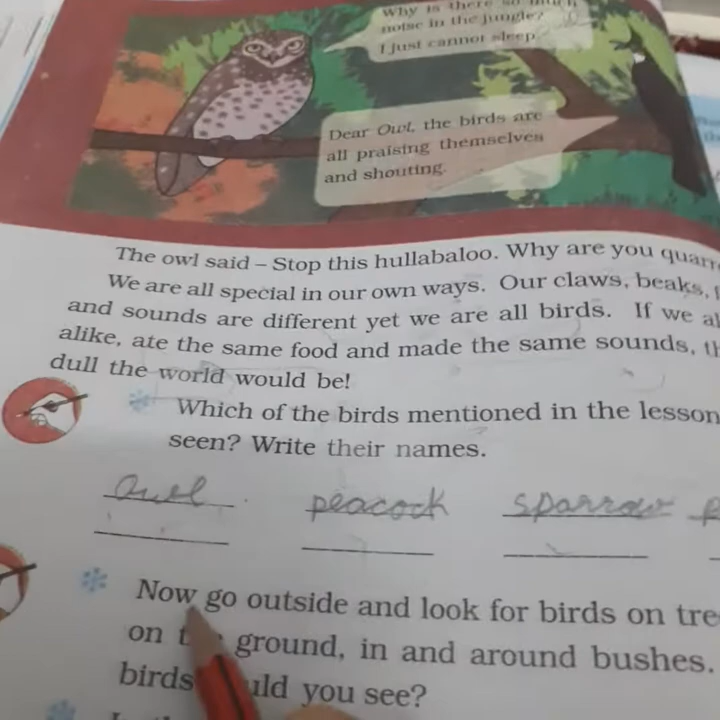 Why is there so much
noise in the jungle?
I just cannot sleep.
Dear Owl, the birds are
all praising themselves
and shouting.
The owl said – Stop this hullabaloo. Why are you quarr
We are all special in our own ways. Our claws, beaks,
and sounds are different yet we are all birds. If we al
alike, ate the same food and made the same sounds, th
dull the world would be!
Which of the birds mentioned in the lesson
seen? Write their names.
Owl peacock sparrow
Now go outside and look for birds on tre
on ground, in and around bushes.
birds you see?